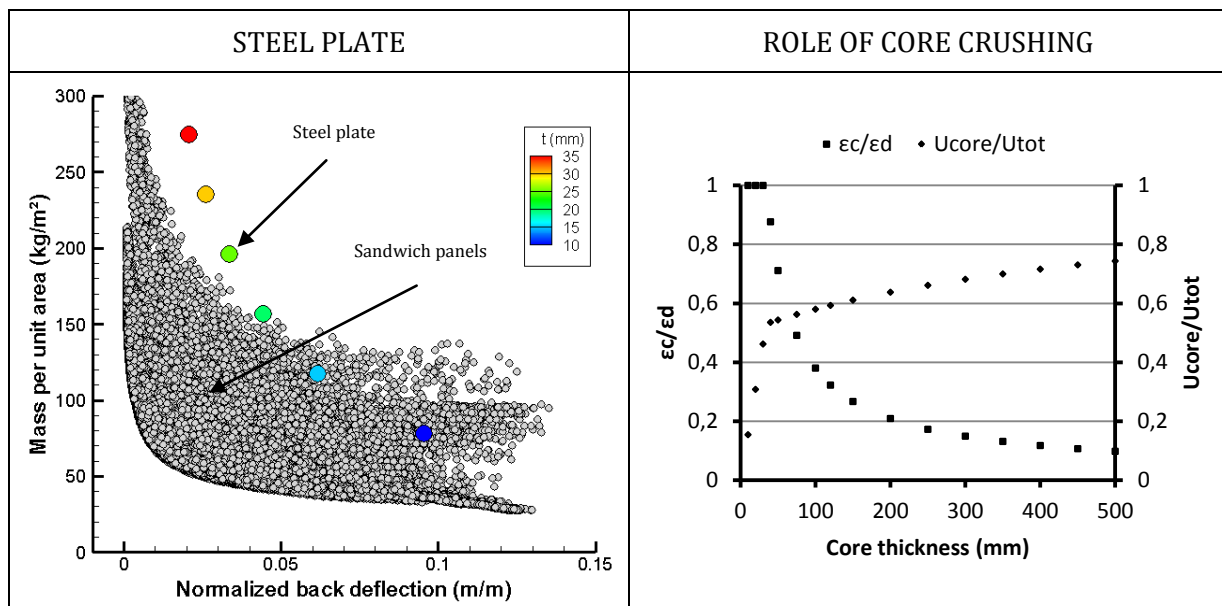 STEEL PLATE
ROLE OF CORE CRUSHING
Mass per unit area (kg/m²)
300
250
200
150
100
50
0
0
0.05
0.1
0.15
Normalized back deflection (m/m)
Steel plate
Sandwich panels
t (mm)
35
30
25
20
15
10
εc/εd
Ucore/Utot
εc/εd
1
0,8
0,6
0,4
0,2
0
1
0,8
0,6
0,4
0,2
0
Ucore/Utot
0
100
200
300
400
500
Core thickness (mm)